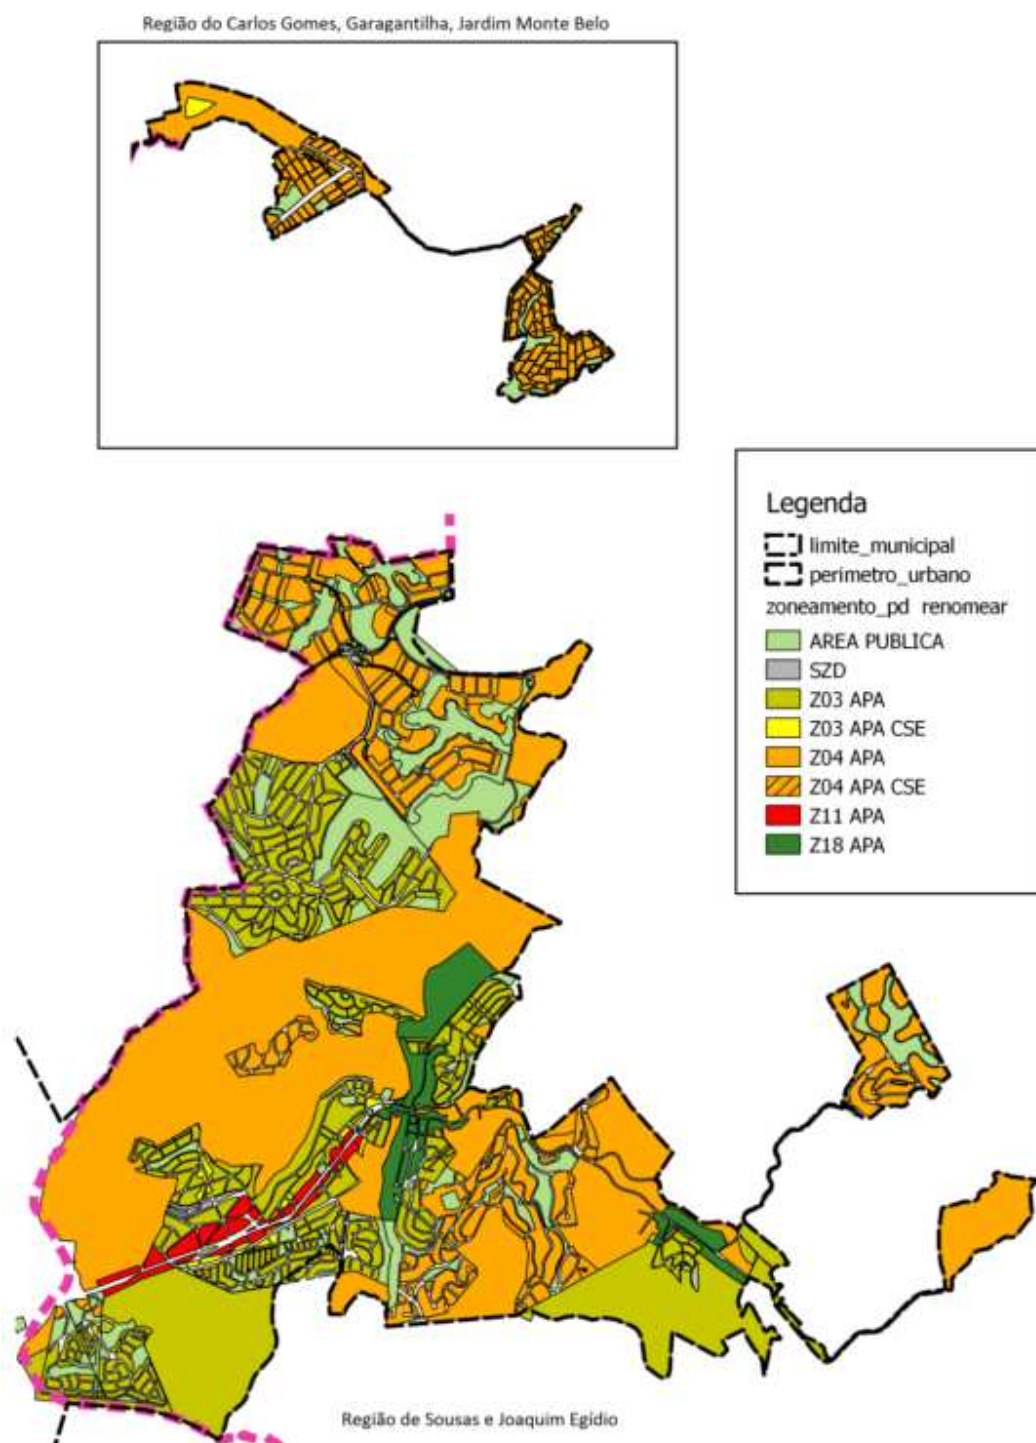 Região do Carlos Gomes, Garagantilha, Jardim Monte Belo
Legenda
limite_municipal
perimetro_urbano
zoneamento_pd renomear
AREA PUBLICA
SZD
Z03 APA
Z03 APA CSE
Z04 APA
Z04 APA CSE
Z11 APA
Z18 APA
Região de Sousas e Joaquim Egídio